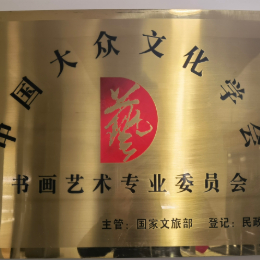 中国大众文化学会
藝
书画艺术专业委员会
主管：国家文旅部 登记：民政